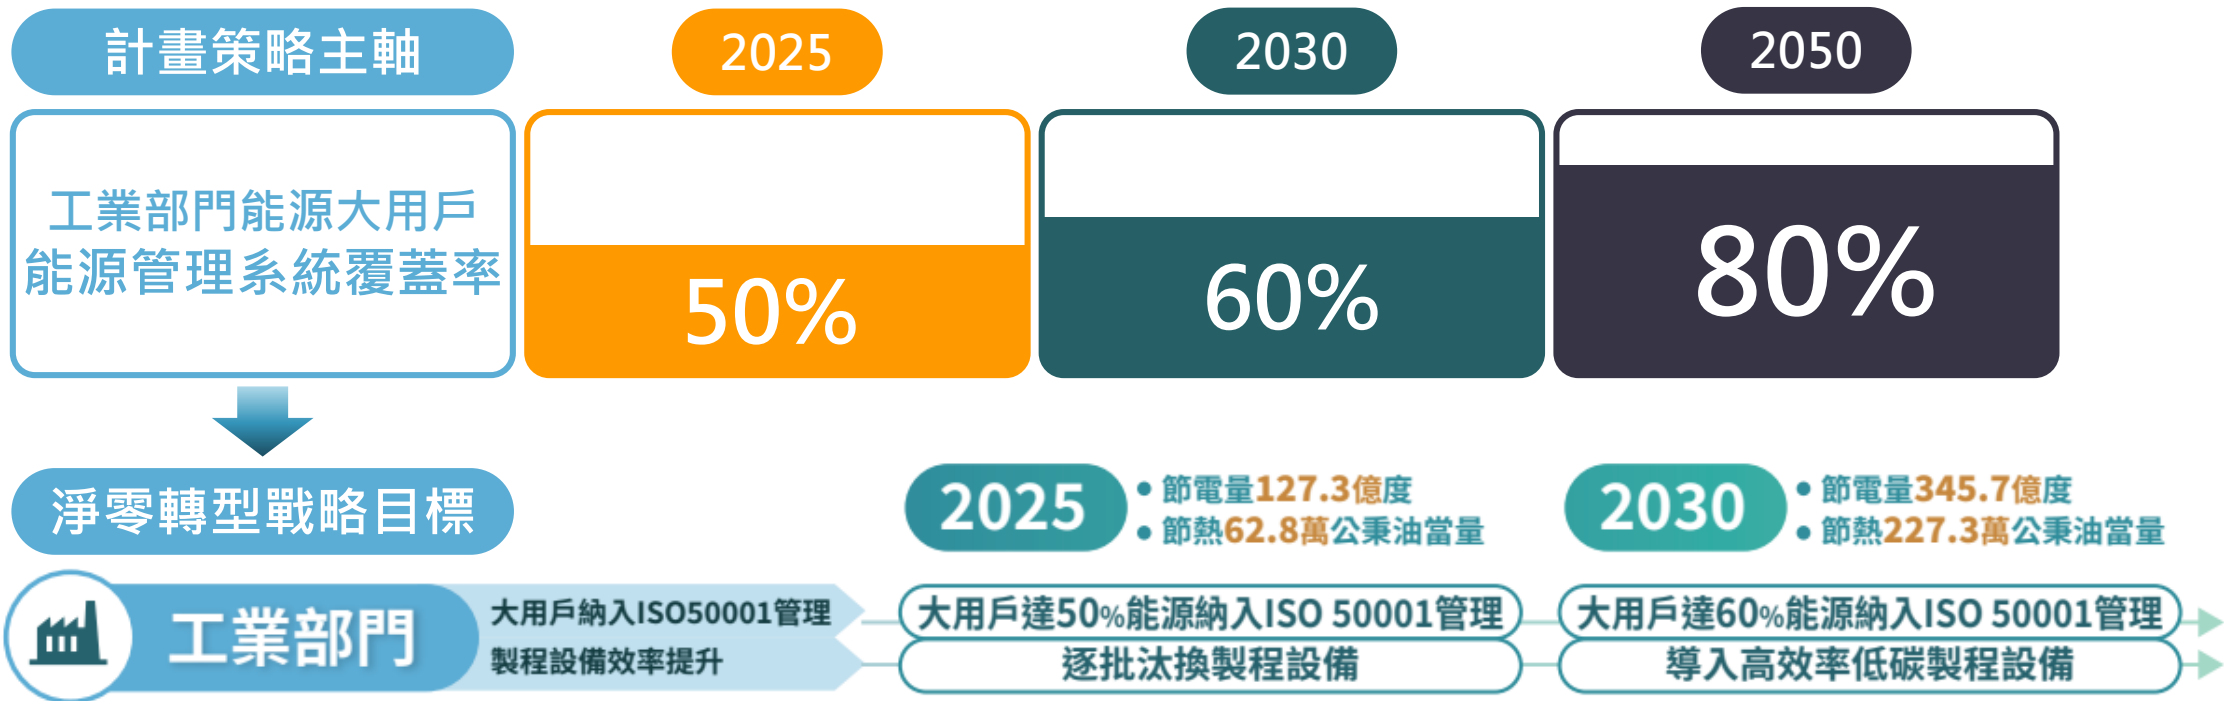 計畫策略主軸
2025
2030
2050
工業部門能源大用戶
能源管理系統覆蓋率
50%
60%
80%
淨零轉型戰略目標
2025
• 節電量127.3億度
• 節熱62.8萬公秉油當量
2030
• 節電量345.7億度
• 節熱227.3萬公秉油當量
工業部門
大用戶納入ISO50001管理
大用戶達50%能源納入ISO 50001管理
大用戶達60%能源納入ISO 50001管理
製程設備效率提升
逐批汰換製程設備
導入高效率低碳製程設備